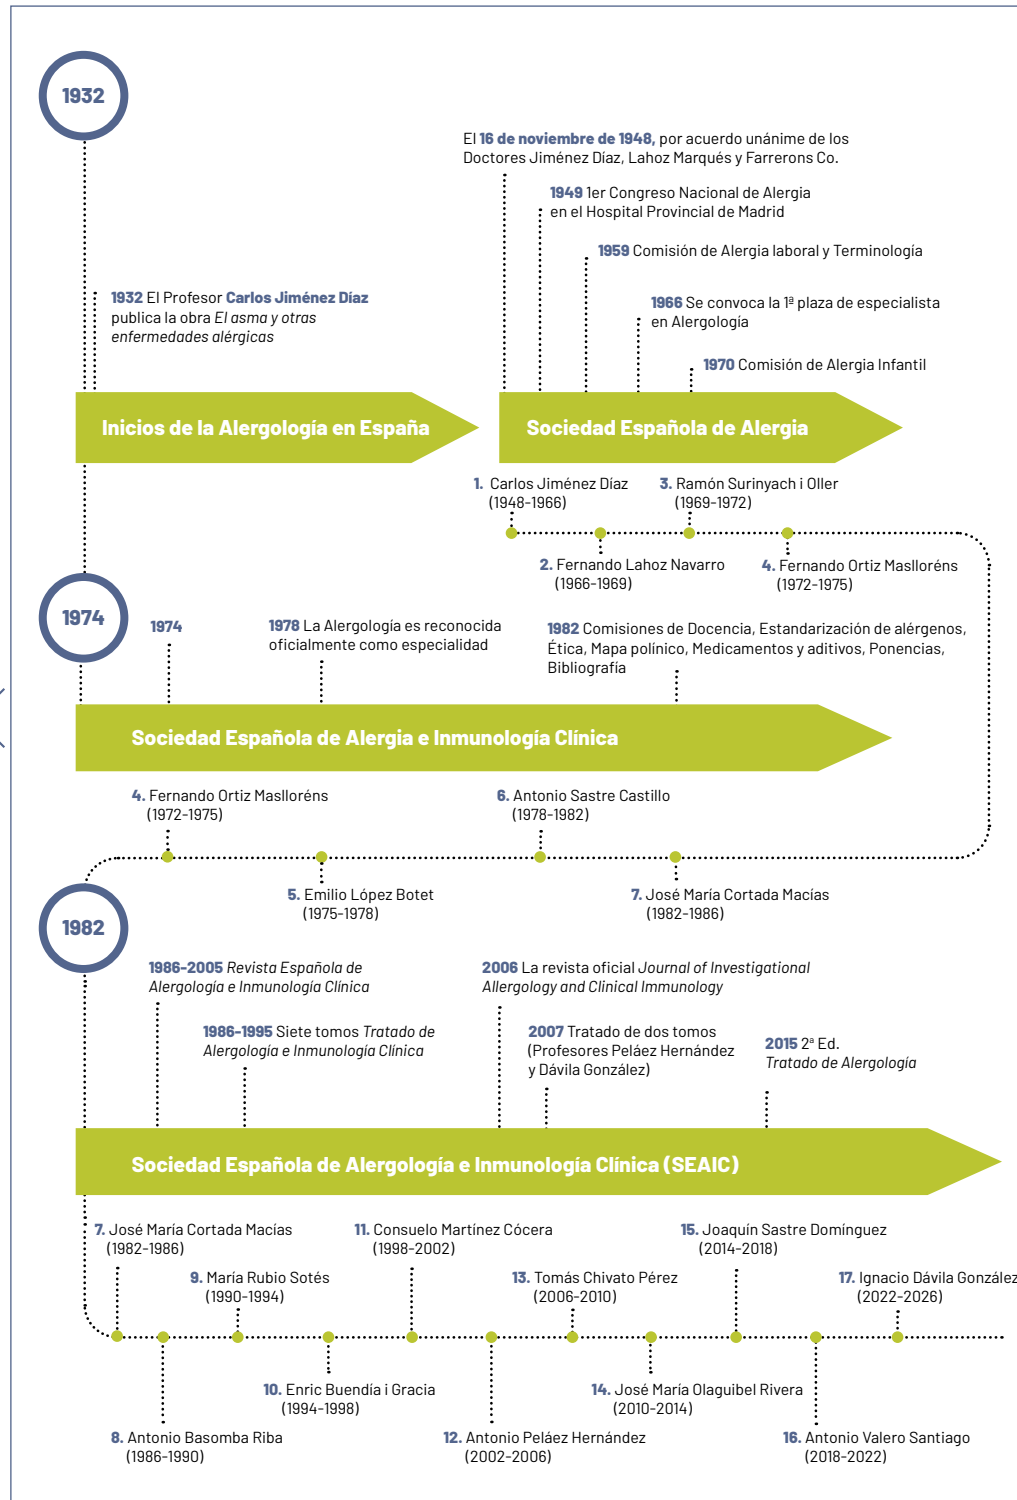 1932
El 16 de noviembre de 1948, por acuerdo unánime de los
Doctores Jiménez Díaz, Lahoz Marqués y Farrerons Co.
1949 1er Congreso Nacional de Alergia
en el Hospital Provincial de Madrid
1959 Comisión de Alergia laboral y Terminología
1932 El Profesor Carlos Jiménez Díaz
publica la obra El asma y otras
enfermedades alérgicas
1966 Se convoca la 1ª plaza de especialista
en Alergología
1970 Comisión de Alergia Infantil
Inicios de la Alergología en España
Sociedad Española de Alergia
1. Carlos Jiménez Díaz
(1948-1966)
3. Ramón Surinyach i Oller
(1969-1972)
2. Fernando Lahoz Navarro
(1966-1969)
4. Fernando Ortiz Maslloréns
(1972-1975)
1974
1974
1978 La Alergología es reconocida
oficialmente como especialidad
1982 Comisiones de Docencia, Estandarización de alérgenos,
Ética, Mapa polínico, Medicamentos y aditivos, Ponencias,
Bibliografía
Sociedad Española de Alergia e Inmunología Clínica
4. Fernando Ortiz Maslloréns
(1972-1975)
6. Antonio Sastre Castillo
(1978-1982)
5. Emilio López Botet
(1975-1978)
7. José María Cortada Macías
(1982-1986)
1982
1986-2005 Revista Española de
Alergología e Inmunología Clínica
2006 La revista oficial Journal of Investigational
Allergology and Clinical Immunology
1986-1995 Siete tomos Tratado de
Alergología e Inmunología Clínica
2007 Tratado de dos tomos
(Profesores Peláez Hernández
y Dávila González)
2015 2ª Ed.
Tratado de Alergología
Sociedad Española de Alergología e Inmunología Clínica (SEAIC)
7. José María Cortada Macías
(1982-1986)
11. Consuelo Martínez Cócera
(1998-2002)
15. Joaquín Sastre Domínguez
(2014-2018)
9. María Rubio Sotés
(1990-1994)
13. Tomás Chivato Pérez
(2006-2010)
17. Ignacio Dávila González
(2022-2026)
10. Enric Buendía i Gracia
(1994-1998)
14. José María Olaguibel Rivera
(2010-2014)
8. Antonio Basomba Riba
(1986-1990)
12. Antonio Peláez Hernández
(2002-2006)
16. Antonio Valero Santiago
(2018-2022)